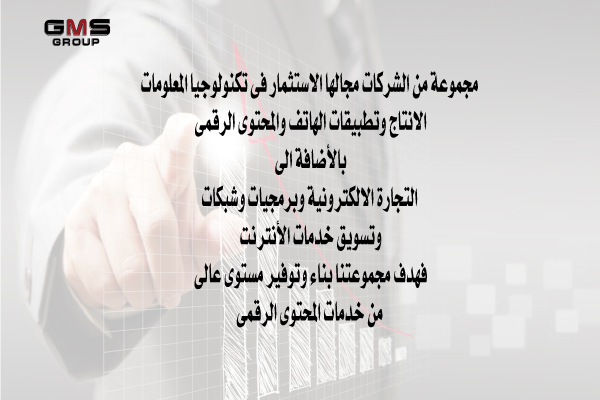 GMS
GROUP
مجموعة من الشركات مجالها الاستثمار فى تكنولوجيا المعلومات
الانتاج وتطبيقات الهاتف والمحتوى الرقمى
بالأضافة الى
التجارة الالكترونية وبرمجيات وشبكات
وتسويق خدمات الأنترنت
فهدف مجموعتنا بناء وتوفير مستوى عالى
من خدمات المحتوى الرقمى